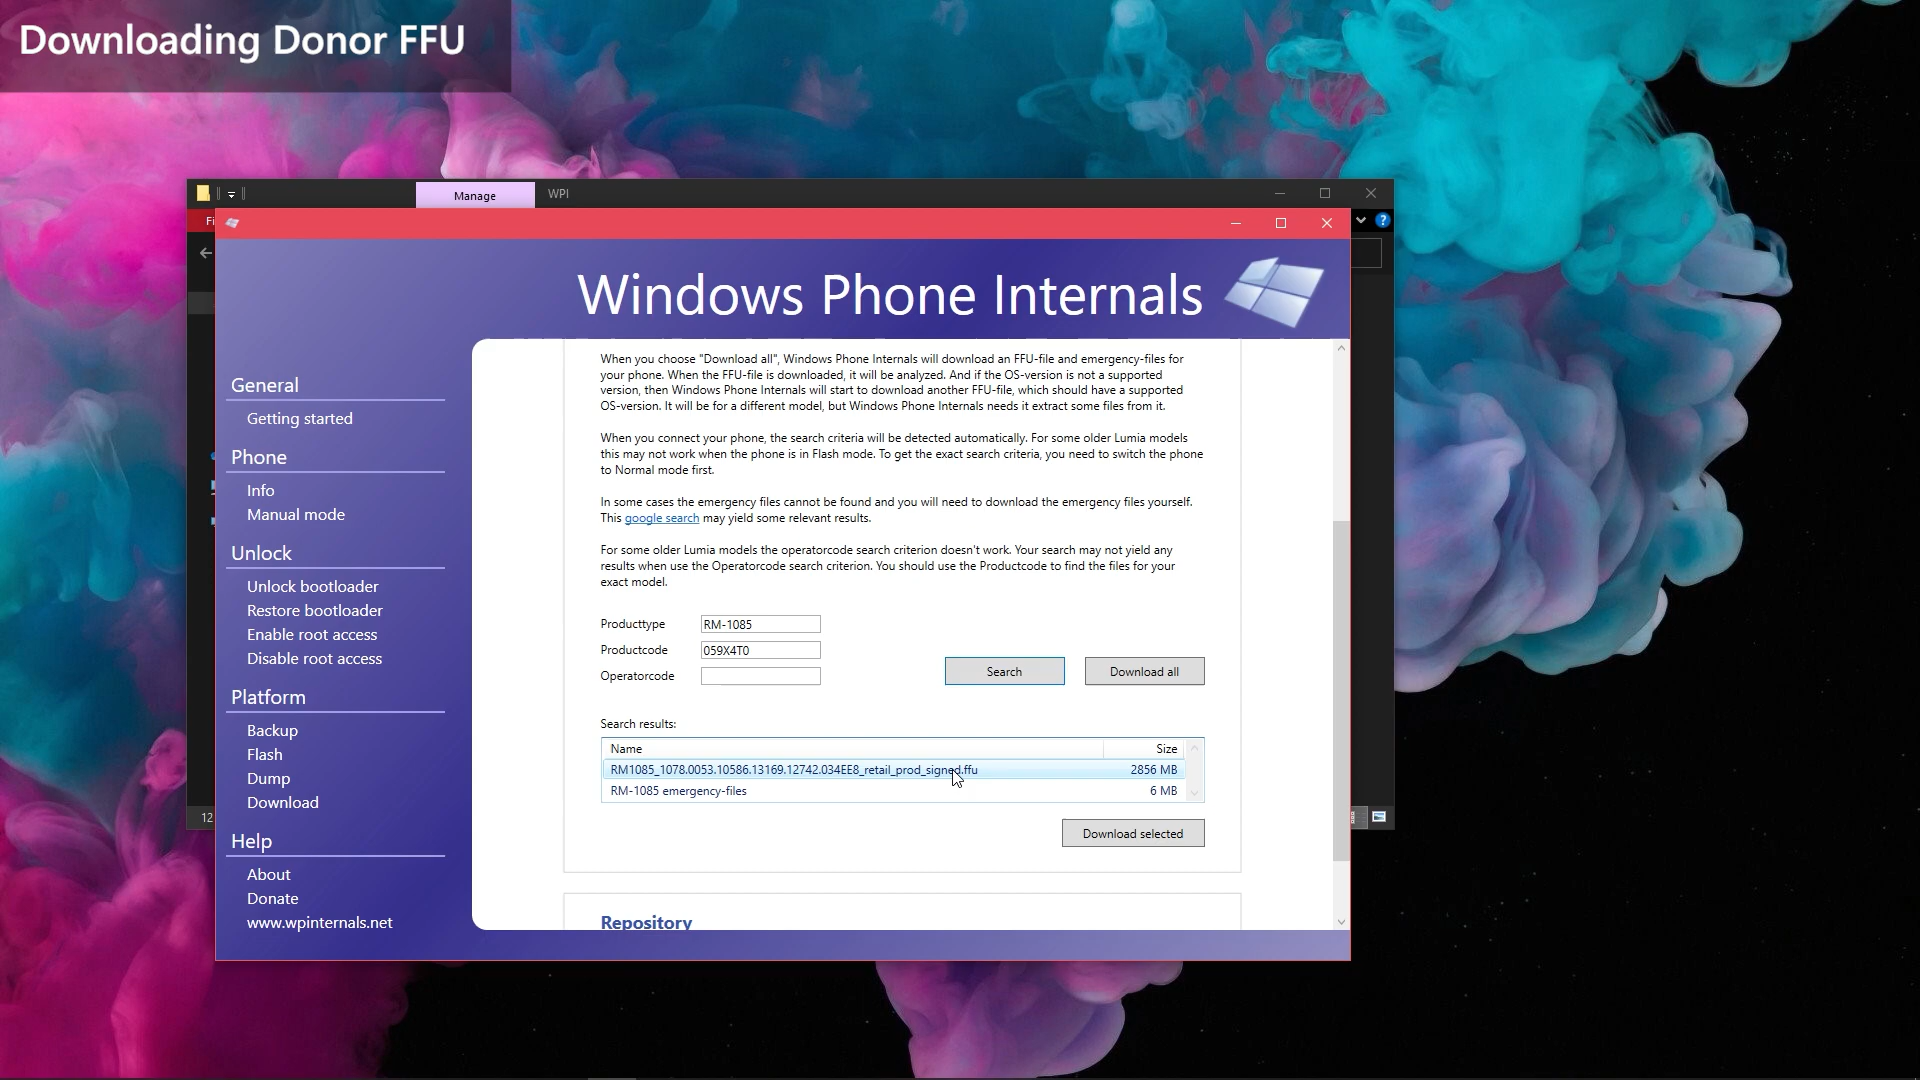 Downloading Donor FFU
Manage
WPI
Fi
Windows Phone Internals
General
Getting started
Phone
Info
Manual mode
Unlock
Unlock bootloader
Restore bootloader
Enable root access
Disable root access
Platform
Backup
Flash
Dump
Download
Help
About
Donate
www.wpinternals.net
12
When you choose "Download all", Windows Phone Internals will download an FFU-file and emergency-files for
your phone. When the FFU-file is downloaded, it will be analyzed. And if the OS-version is not a supported
version, then Windows Phone Internals will start to download another FFU-file, which should have a supported
OS-version. It will be for a different model, but Windows Phone Internals needs it extract some files from it.
When you connect your phone, the search criteria will be detected automatically. For some older Lumia models
this may not work when the phone is in Flash mode. To get the exact search criteria, you need to switch the phone
to Normal mode first.
In some cases the emergency files cannot be found and you will need to download the emergency files yourself.
This google search may yield some relevant results.
For some older Lumia models the operatorcode search criterion doesn't work. Your search may not yield any
results when use the Operatorcode search criterion. You should use the Productcode to find the files for your
exact model.
Producttype RM-1085
Productcode 059X4T0
Operatorcode
Search Download all
Search results:
Name Size
RM1085_1078.0053.10586.13169.12742.034EE8_retail_prod_signed.ffu 2856 MB
RM-1085 emergency-files 6 MB
Download selected
Repository